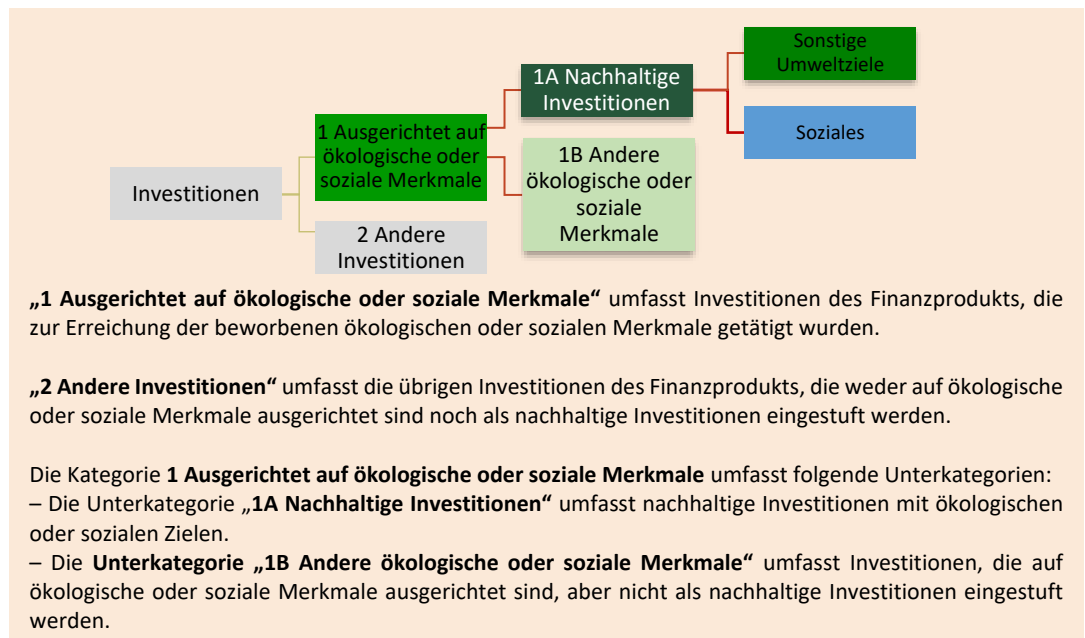 Sonstige
Umweltziele
1A Nachhaltige
Investitionen
Soziales
1 Ausgerichtet auf
ökologische oder
soziale Merkmale
1B Andere
ökologische oder
soziale
Merkmale
Investitionen
2 Andere
Investitionen
„1 Ausgerichtet auf ökologische oder soziale Merkmale“ umfasst Investitionen des Finanzprodukts, die
zur Erreichung der beworbenen ökologischen oder sozialen Merkmale getätigt wurden.
„2 Andere Investitionen“ umfasst die übrigen Investitionen des Finanzprodukts, die weder auf ökologische
oder soziale Merkmale ausgerichtet sind noch als nachhaltige Investitionen eingestuft werden.
Die Kategorie 1 Ausgerichtet auf ökologische oder soziale Merkmale umfasst folgende Unterkategorien:
– Die Unterkategorie „1A Nachhaltige Investitionen“ umfasst nachhaltige Investitionen mit ökologischen
oder sozialen Zielen.
– Die Unterkategorie „1B Andere ökologische oder soziale Merkmale“ umfasst Investitionen, die auf
ökologische oder soziale Merkmale ausgerichtet sind, aber nicht als nachhaltige Investitionen eingestuft
werden.